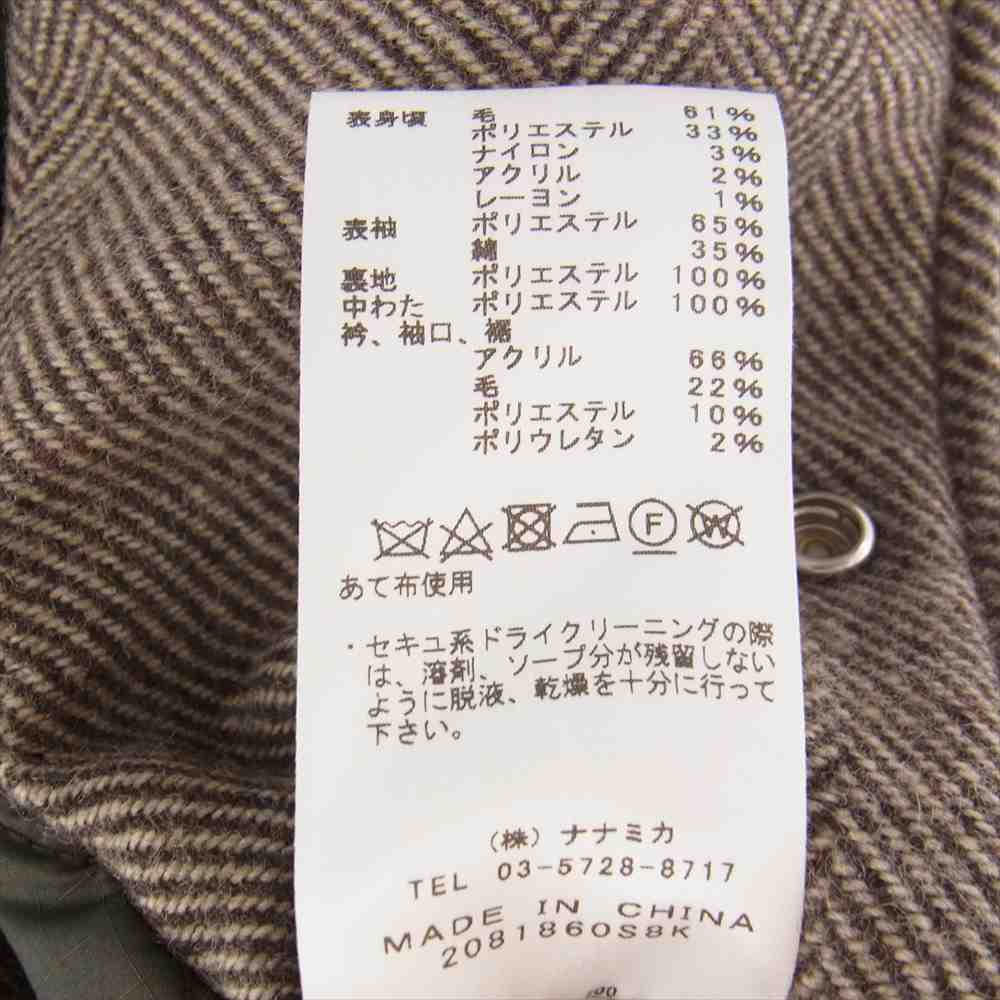 表身頃 毛 61%
ポリエステル 33%
ナイロン 3%
アクリル 2%
レーヨン 1%
表袖 ポリエステル 65%
綿 35%
裏地 ポリエステル 100%
中わた ポリエステル 100%
衿、袖口、裾
アクリル 66%
毛 22%
ポリエステル 10%
ポリウレタン 2%
F W
あて布使用
・セキユ系ドライクリーニングの際
は、溶剤、ソープ分が残留しない
ように脱液、乾燥を十分に行って
下さい。
(株) ナナミカ
TEL 03-5728-8717
MADE IN CHINA
2081860S8K